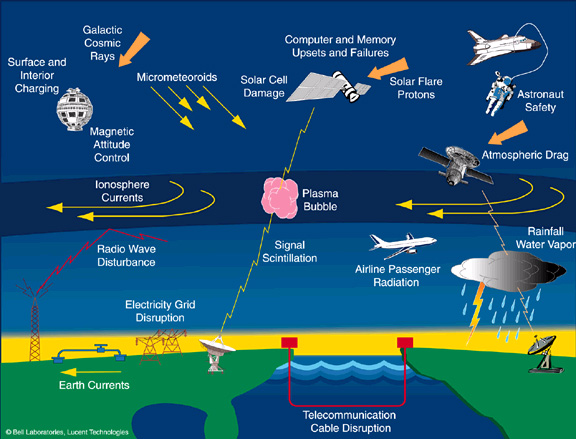 Galactic
Cosmic
Rays
Computer and Memory
Upsets and Failures
Surface and
Interior
Charging
Micrometeoroids
Solar Cell
Damage
Solar Flare
Protons
Astronaut
Safety
Magnetic
Attitude
Control
Atmospheric Drag
Ionosphere
Currents
Plasma
Bubble
Radio Wave
Disturbance
Signal
Scintillation
Airline Passenger
Radiation
Rainfall
Water Vapor
Electricity Grid
Disruption
Earth Currents
Telecommunication
Cable Disruption
© Bell Laboratories, Lucent Technologies